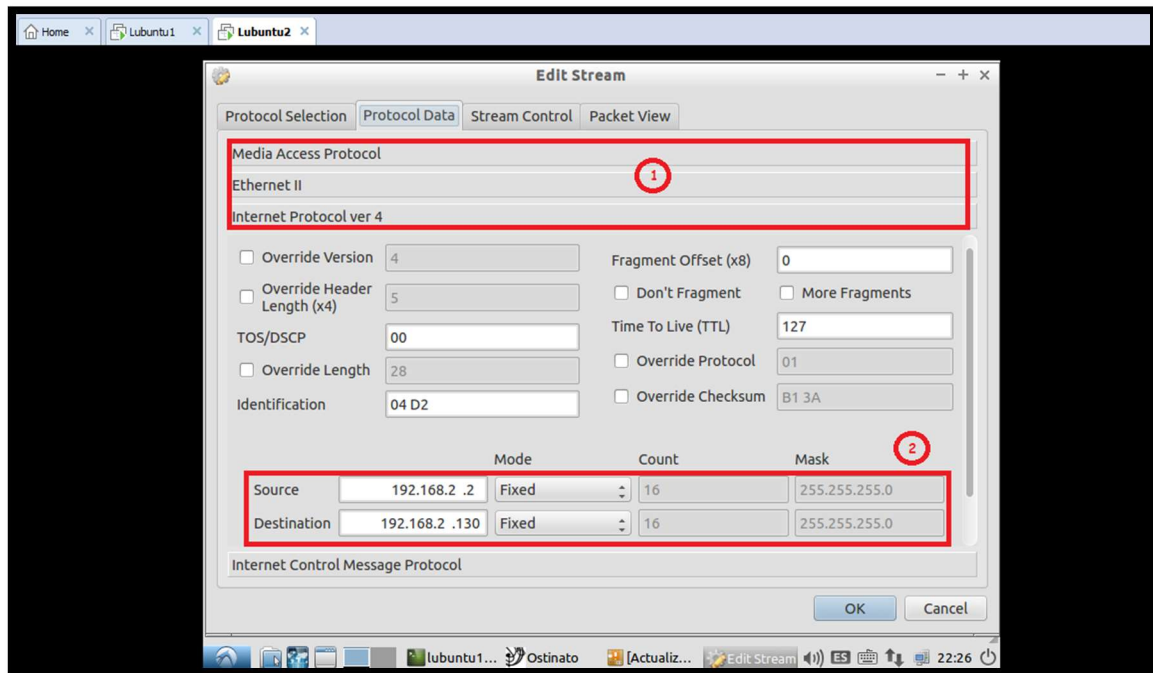 Home Lubuntu1 Lubuntu2
Edit Stream
Protocol Selection Protocol Data Stream Control Packet View
Media Access Protocol
1
Ethernet II
Internet Protocol ver 4
Override Version 4 Fragment Offset (x8) 0
Override Header Length (x4) 5 Don't Fragment More Fragments
TOS/DSCP 00 Time To Live (TTL) 127
Override Length 28 Override Protocol 01
Identification 04 D2 Override Checksum B1 3A
2
Mode Count Mask
Source 192.168.2 .2 Fixed 16 255.255.255.0
Destination 192.168.2 .130 Fixed 16 255.255.255.0
Internet Control Message Protocol
OK Cancel
lubuntu1... Ostinato [Actualiz... Edit Stream ES 22:26